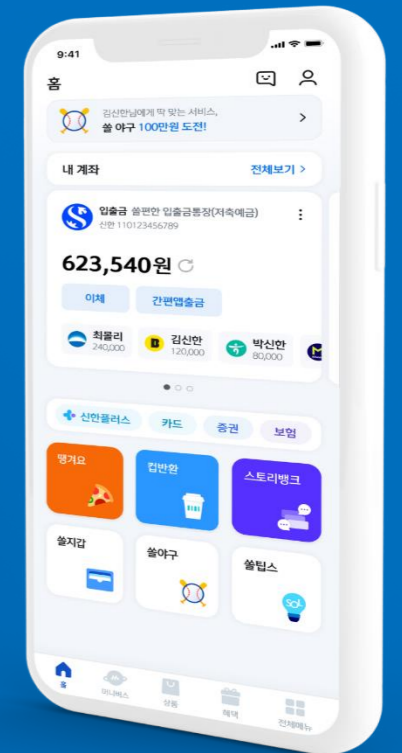 9:41
홈
김신한님에게 딱 맞는 서비스,
쏠 야구 100만원 도전!
내 계좌
전체보기 >
입출금 쏠편한 입출금통장(저축예금)
신한 110123456789
623,540원
이체
간편앱출금
최몰리
240,000
김신한
120,000
박신한
80,000
신한플러스
카드
증권
보험
땡겨요
컵반환
스토리뱅크
쏠지갑
쏠야구
쏠팁스
sol
홈
유니버스
상품
혜택
전체메뉴